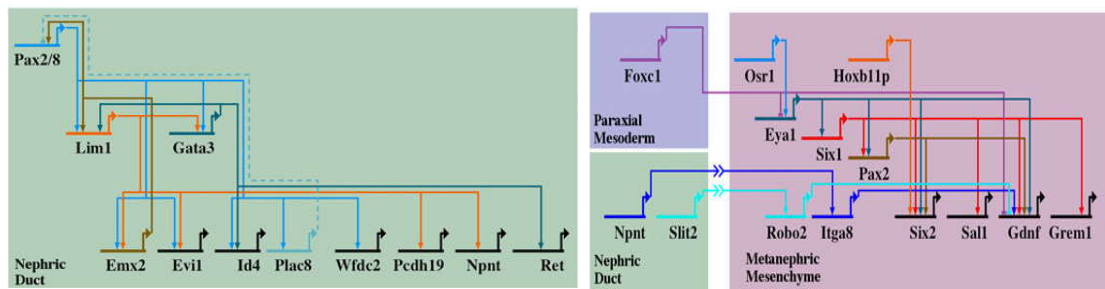 Pax2/8
Lim1
Gata3
Emx2
Evi1
Id4
Plac8
Wfdc2
Pcdh19
Npnt
Ret
Nephric
Duct
Foxc1
Paraxial
Mesoderm
Osr1
Hoxb11p
Eya1
Six1
Pax2
Npnt
Slit2
Nephric
Duct
Robo2
Itga8
Six2
Sal1
Gdnf
Grem1
Metanephric
Mesenchyme